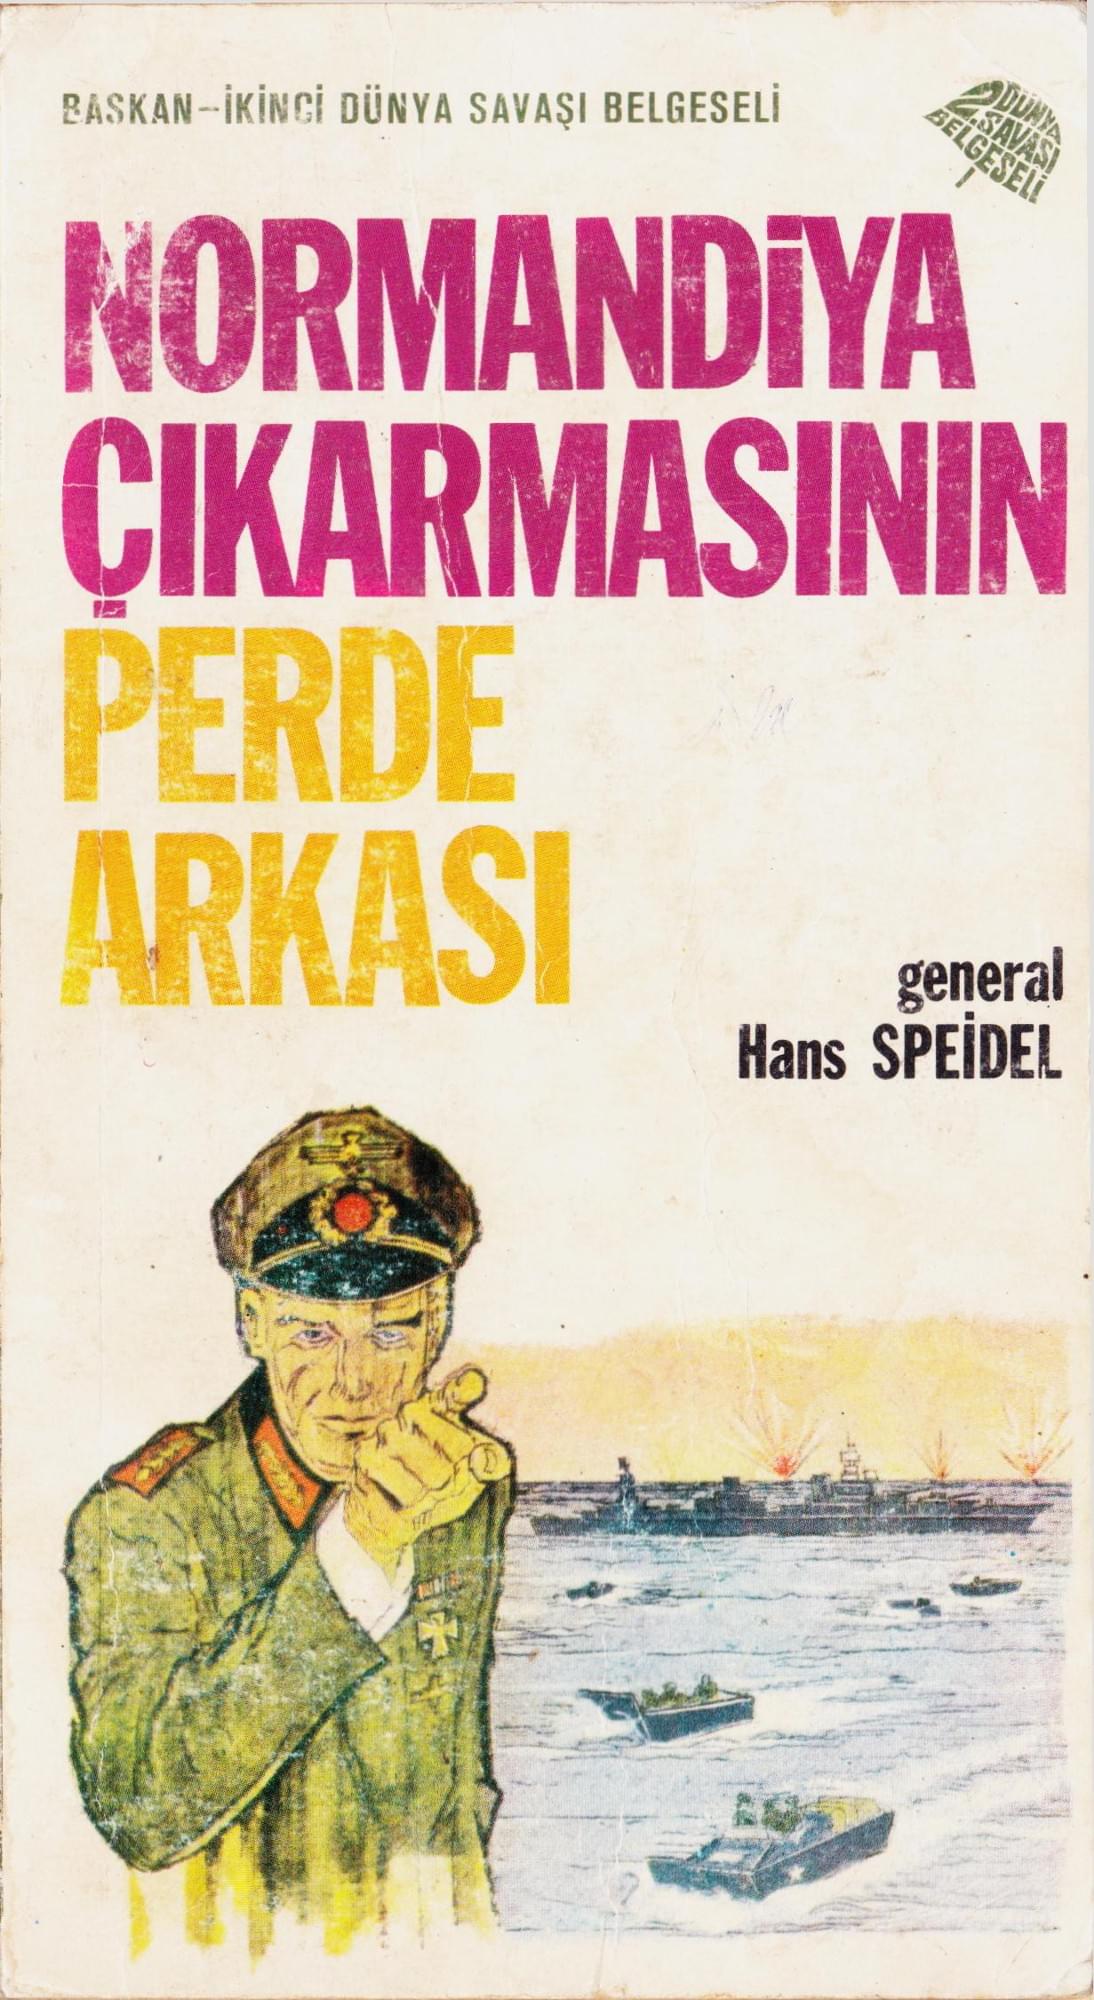 BASKAN-İKİNCİ DÜNYA SAVAŞI BELGESELİ
2. DÜNYA
SAVAŞI
BELGESELİ
1
NORMANDİYA
ÇIKARMASININ
PERDE
ARKASI
general
Hans SPEİDEL